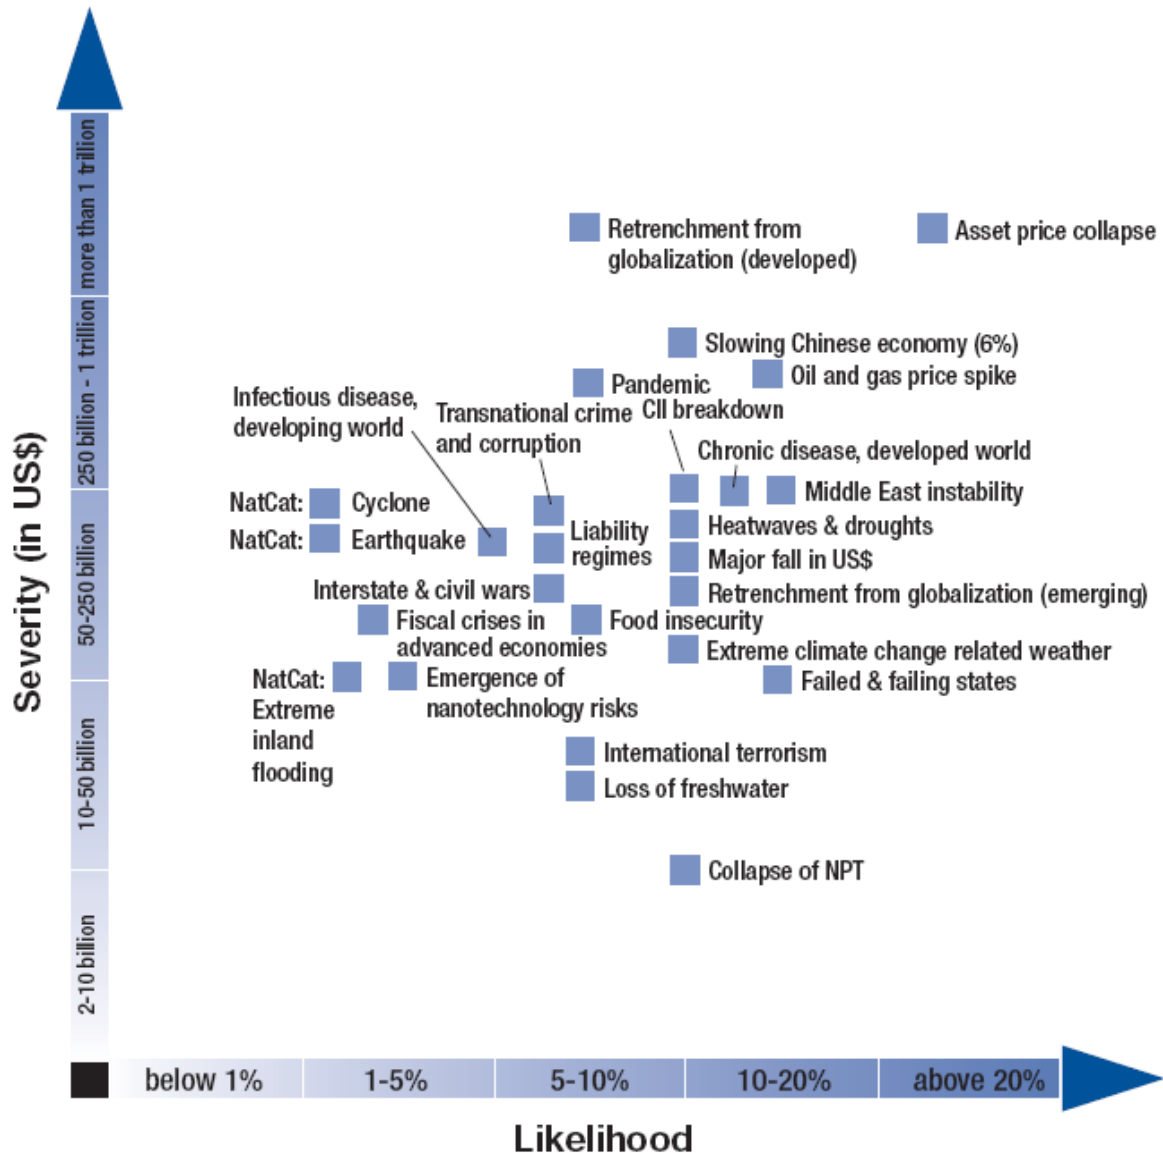 more than 1 trillion
250 billion - 1 trillion
50-250 billion
10-50 billion
2-10 billion
Severity (in US$)
Retrenchment from
globalization (developed)
Asset price collapse
Slowing Chinese economy (6%)
Oil and gas price spike
Pandemic
Infectious disease,
developing world
Transnational crime
and corruption
CII breakdown
Chronic disease, developed world
NatCat: Cyclone
Middle East instability
NatCat: Earthquake
Liability
regimes
Heatwaves & droughts
Major fall in US$
Interstate & civil wars
Retrenchment from globalization (emerging)
Fiscal crises in
advanced economies
Food insecurity
Extreme climate change related weather
NatCat:
Extreme
inland
flooding
Emergence of
nanotechnology risks
Failed & failing states
International terrorism
Loss of freshwater
Collapse of NPT
below 1%
1-5%
5-10%
10-20%
above 20%
Likelihood